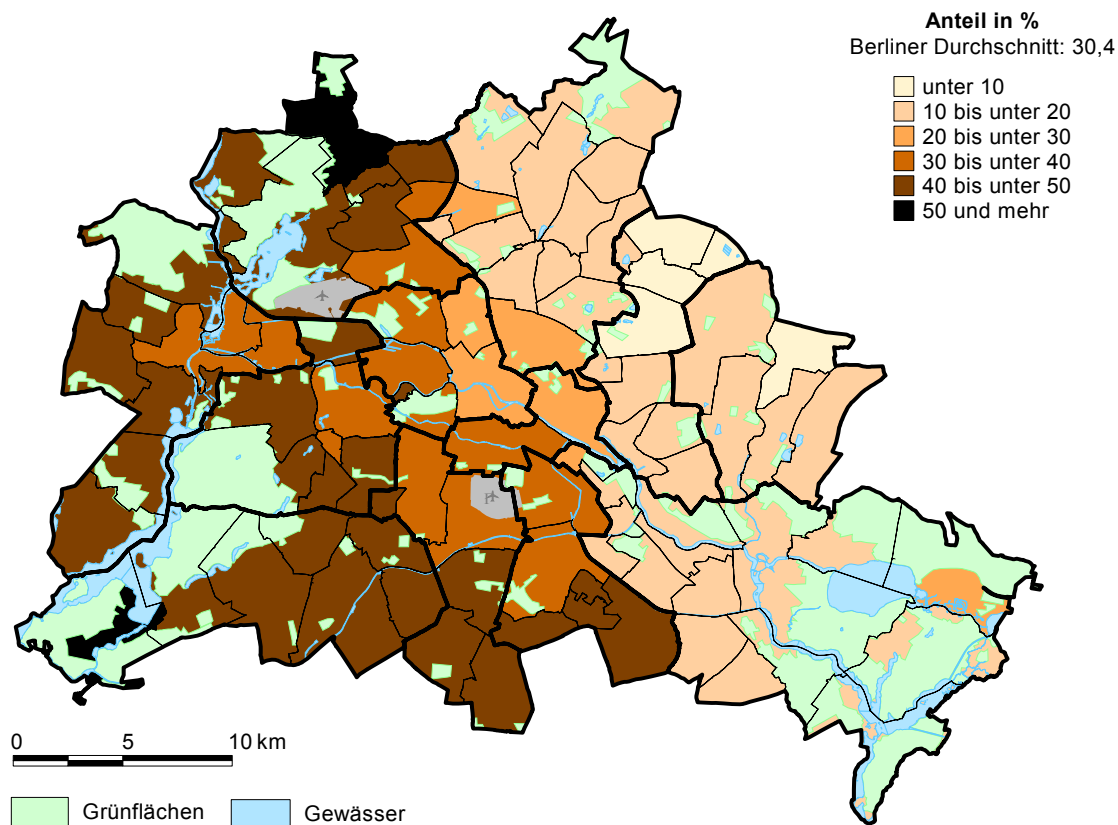 Anteil in %
Berliner Durchschnitt: 30,4
unter 10
10 bis unter 20
20 bis unter 30
30 bis unter 40
40 bis unter 50
50 und mehr
0 5 10 km
Grünflächen Gewässer